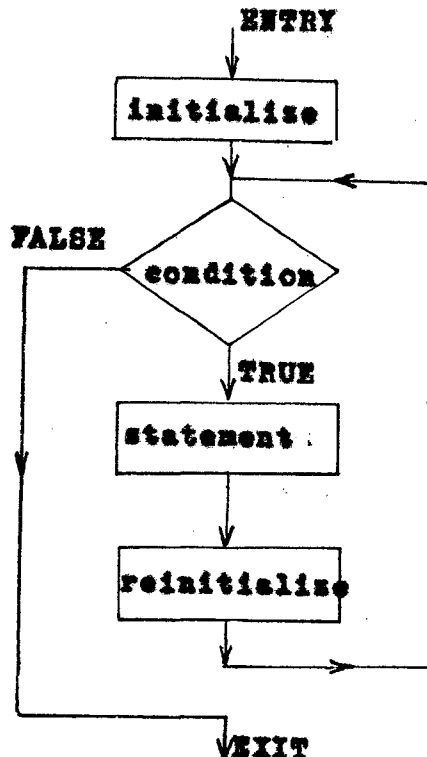 ENTRY
initialize
FALSE
condition
TRUE
statement
reinitialize
EXIT